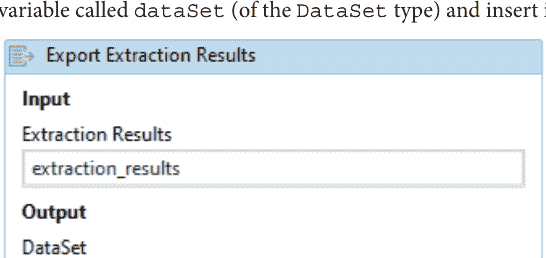 variable called dataSet (of the DataSet type) and insert i
Export Extraction Results
Input
Extraction Results
extraction_results
Output
DataSet